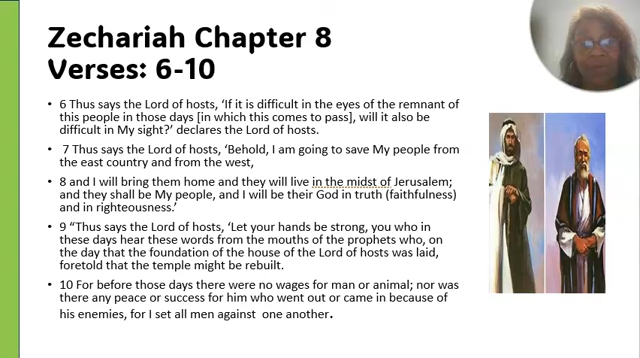 Zechariah Chapter 8
Verses: 6-10
• 6 Thus says the Lord of hosts, ‘If it is difficult in the eyes of the remnant of
this people in those days [in which this comes to pass], will it also be
difficult in My sight?’ declares the Lord of hosts.
• 7 Thus says the Lord of hosts, ‘Behold, I am going to save My people from
the east country and from the west,
• 8 and I will bring them home and they will live in the midst of Jerusalem;
and they shall be My people, and I will be their God in truth (faithfulness)
and in righteousness.’
• 9 “Thus says the Lord of hosts, ‘Let your hands be strong, you who in
these days hear these words from the mouths of the prophets who, on
the day that the foundation of the house of the Lord of hosts was laid,
foretold that the temple might be rebuilt.
• 10 For before those days there were no wages for man or animal; nor was
there any peace or success for him who went out or came in because of
his enemies, for I set all men against one another.